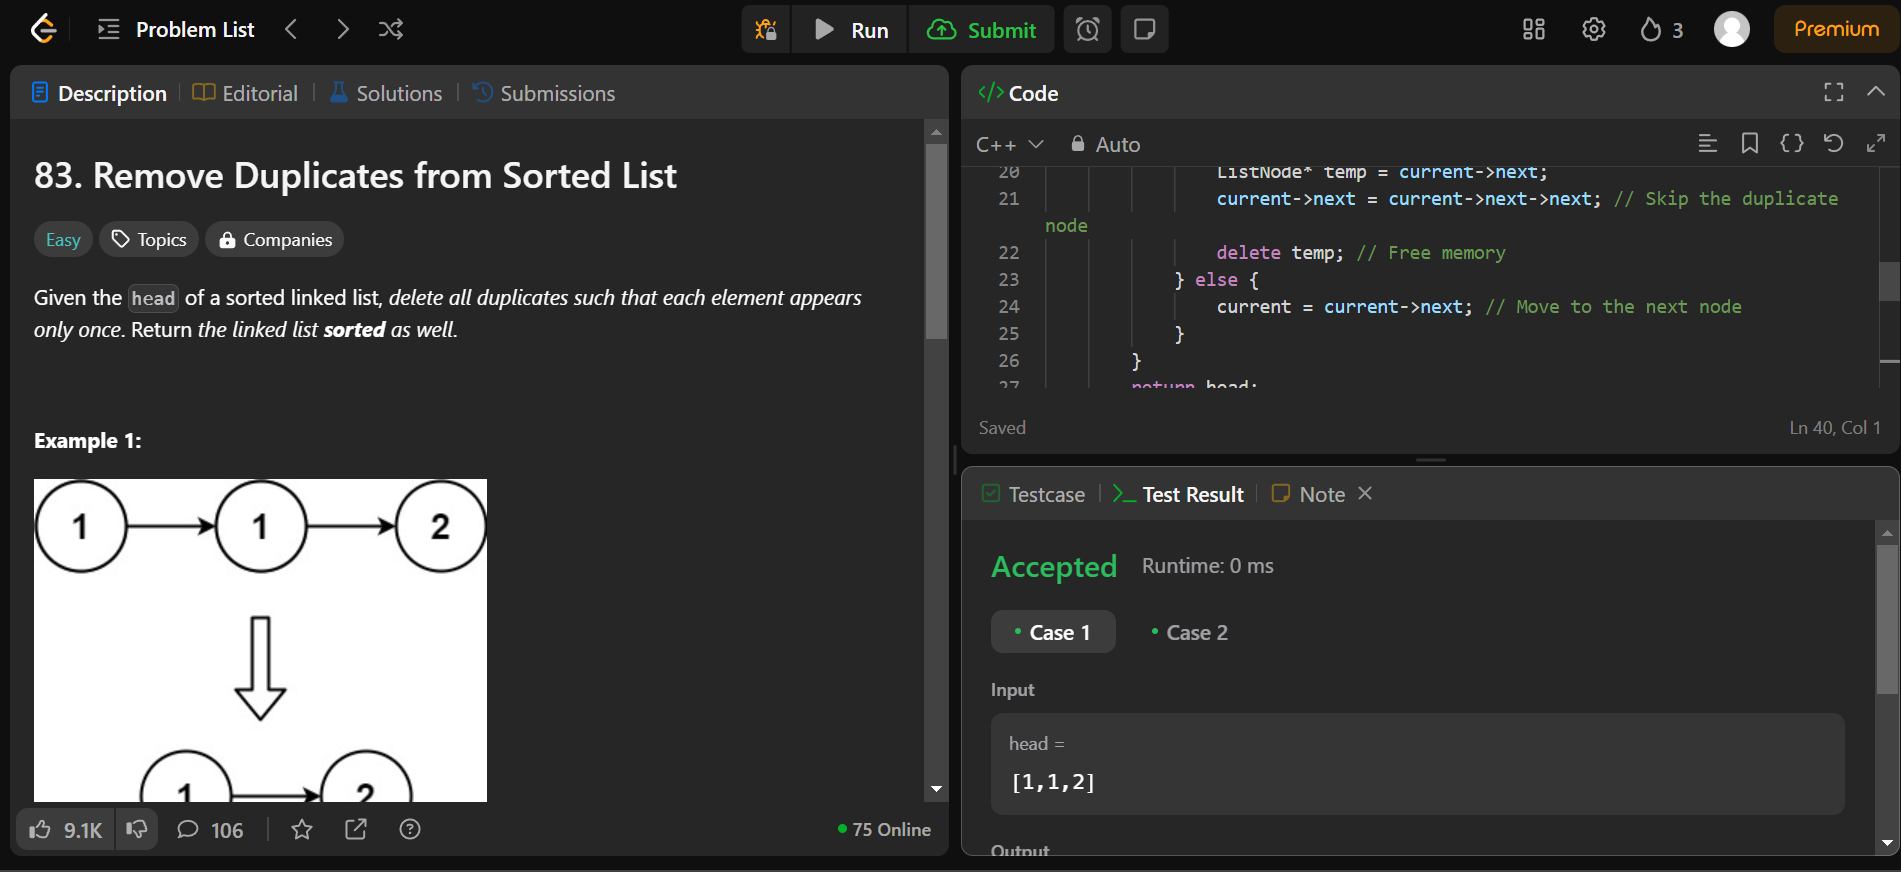 Problem List
Run
Submit
3
Premium
Description
Editorial
Solutions
Submissions
83. Remove Duplicates from Sorted List
Easy
Topics
Companies
Given the head of a sorted linked list, delete all duplicates such that each element appears
only once. Return the linked list sorted as well.
Example 1:
1 1 2
1 2
9.1K
106
75 Online
</> Code
C++
Auto
20 ListNode* temp = current->next;
21 current->next = current->next->next; // Skip the duplicate
node
22 delete temp; // Free memory
23 } else {
24 current = current->next; // Move to the next node
25 }
26 }
27 return head;
Saved
Ln 40, Col 1
Testcase
Test Result
Note
Accepted
Runtime: 0 ms
Case 1
Case 2
Input
head =
[1,1,2]
Output